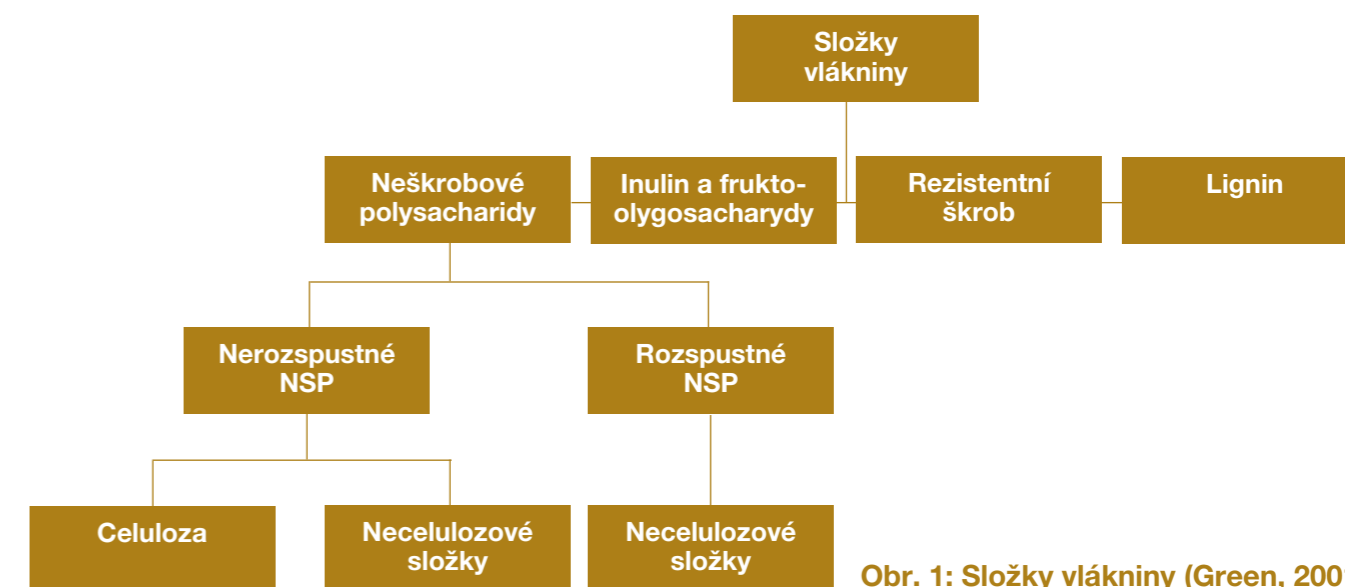 Složky
vlákniny
Neškrobové
polysacharidy
Inulin a frukto-
olygosacharydy
Rezistentní
škrob
Lignin
Nerozspustné
NSP
Rozspustné
NSP
Celuloza
Necelulozové
složky
Necelulozové
složky
Obr. 1: Složky vlákniny (Green,